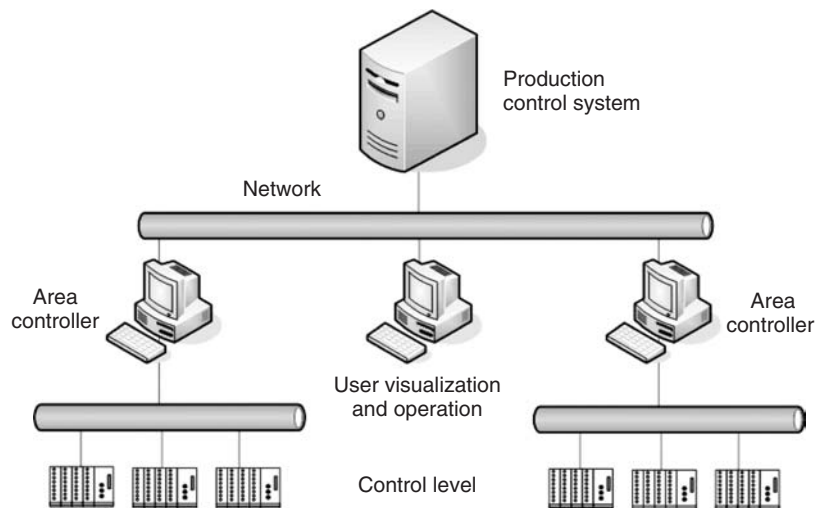 Production
control system
Network
Area
controller
Area
controller
User visualization
and operation
Control level